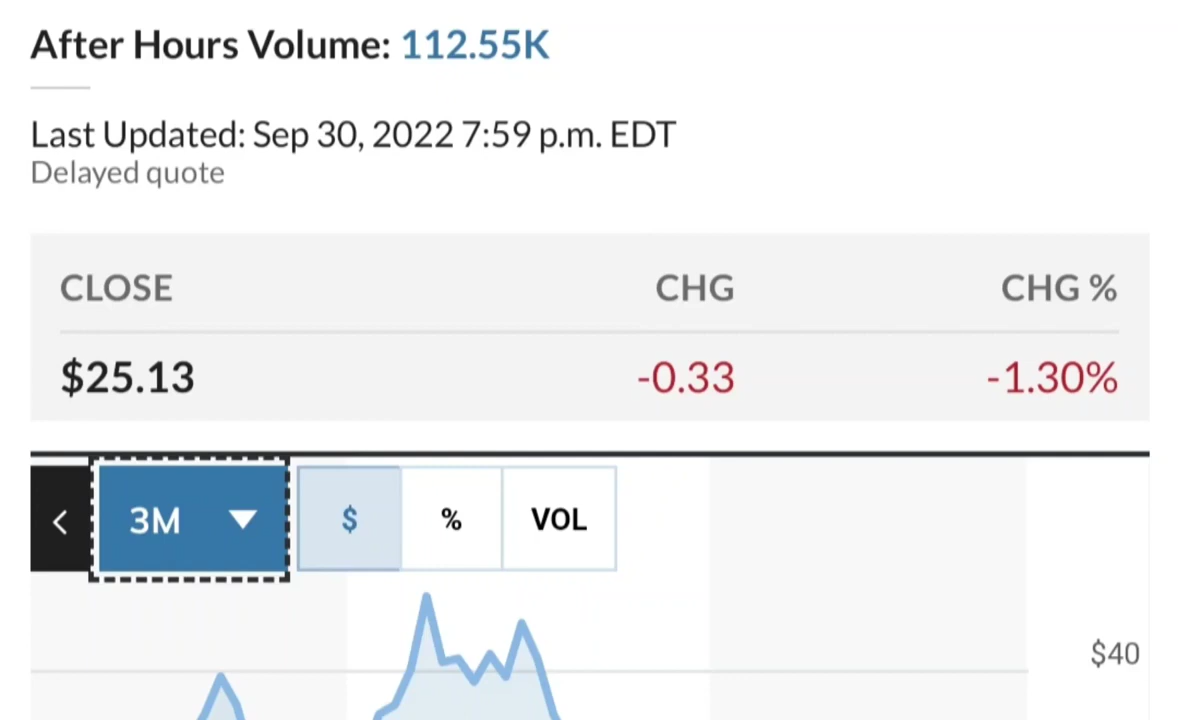 After Hours Volume: 112.55K
Last Updated: Sep 30, 2022 7:59 p.m. EDT
Delayed quote
CLOSE CHG CHG %
$25.13 -0.33 -1.30%
3M $ % VOL
$40